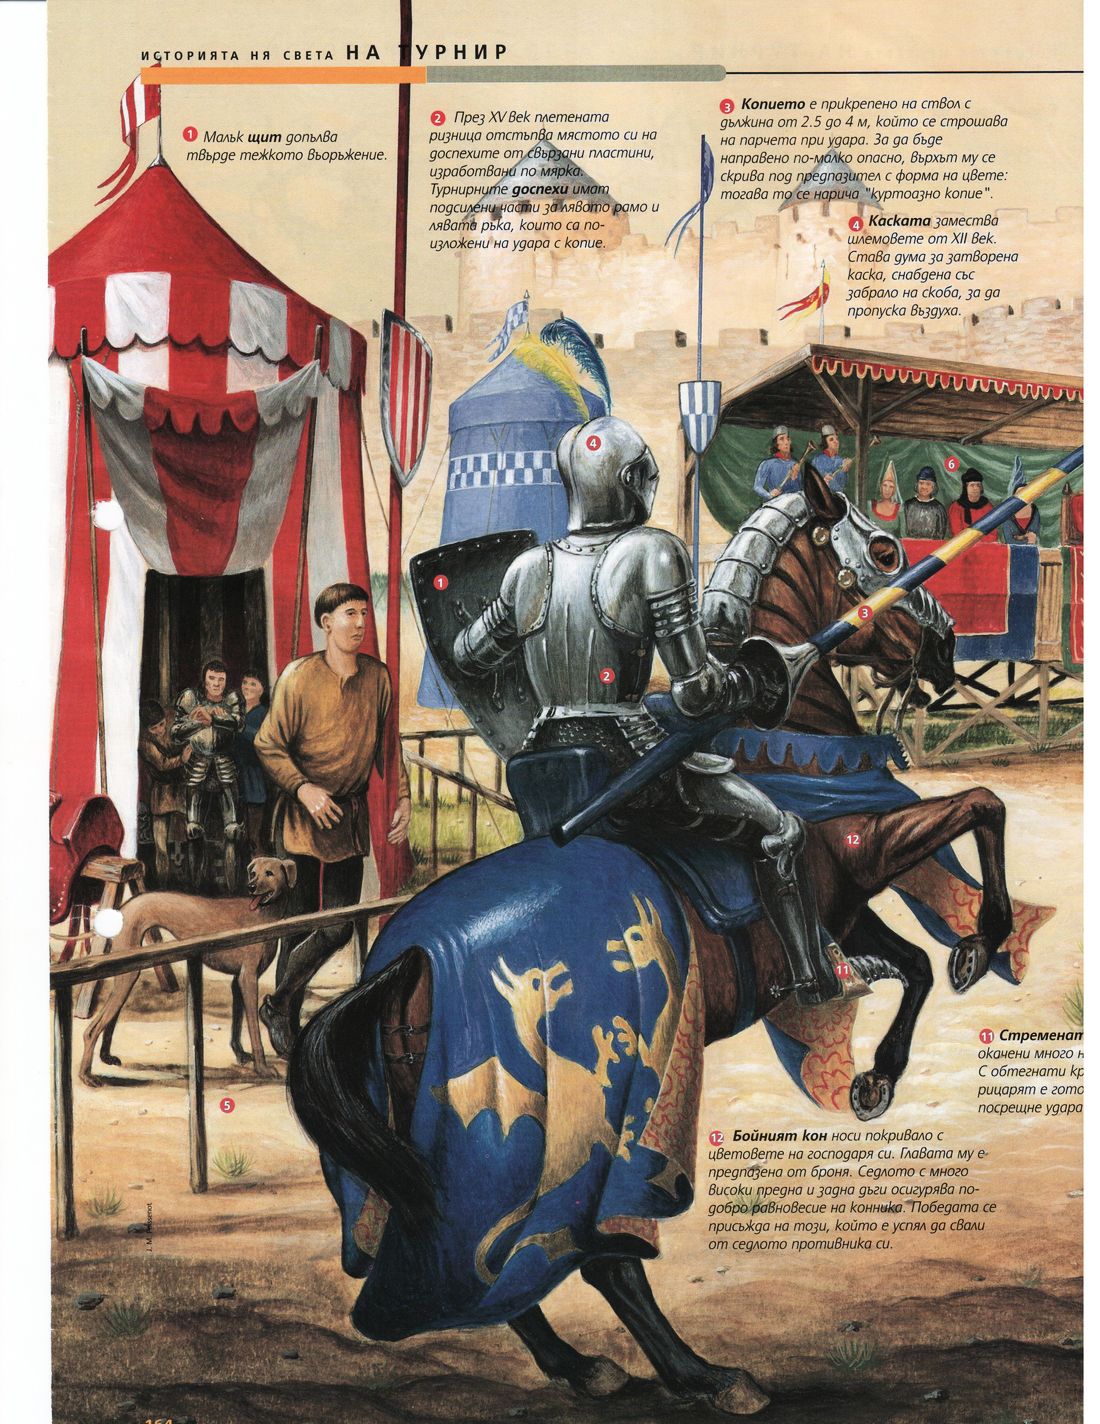 ИСТОРИЯТА НЯ СВЕТА НА ТУРНИР
1 Малък щит допълва
твърде тежкото въоръжение.
2 През XV век плетената
ризница отстъпва мястото си на
доспехите от свързани пластини,
изработвани по мярка.
Турнирните доспехи имат
подсилени части за лявото рамо и
лявата ръка, които са по-
изложени на удара с копие.
3 Копието е прикрепено на ствол с
дължина от 2.5 до 4 м, който се строшава
на парчета при удара. За да бъде
направено по-малко опасно, върхът му се
скрива под предпазител с форма на цвете:
тогава то се нарича "куртоазно копие".
4 Каската замества
шлемовете от XII век.
Става дума за затворена
каска, снабдена със
забрало на скоба, за да
пропуска въздуха.
4
6
1
3
2
12
11
5
11 Стременат
окачени много н
С обтегнати кр
рицарят е гото
посрещне удара
12 Бойният кон носи покривало с
цветовете на господаря си. Главата му е
предпазена от броня. Седлото с много
високи предна и задна дъги осигурява по-
добро равновесие на конника. Победата се
присъжда на този, който е успял да свали
от седлото противника си.
164